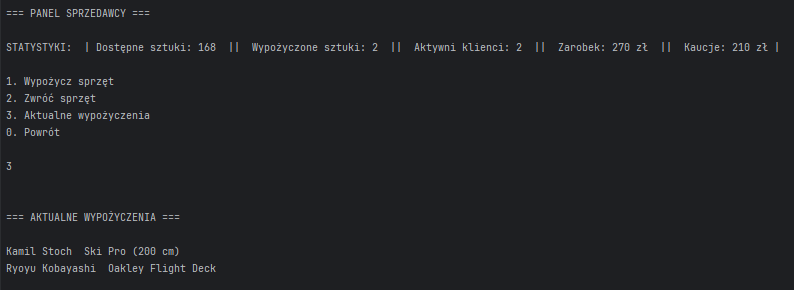 === PANEL SPRZEDAWCY ===
STATYSTYKI:  | Dostępne sztuki: 168  ||  Wypożyczone sztuki: 2  ||  Aktywni klienci: 2  ||  Zarobek: 270 zł  ||  Kaucje: 210 zł |
1. Wypożycz sprzęt
2. Zwróć sprzęt
3. Aktualne wypożyczenia
0. Powrót
3
=== AKTUALNE WYPOŻYCZENIA ===
Kamil Stoch  Ski Pro (200 cm)
Ryoyu Kobayashi  Oakley Flight Deck